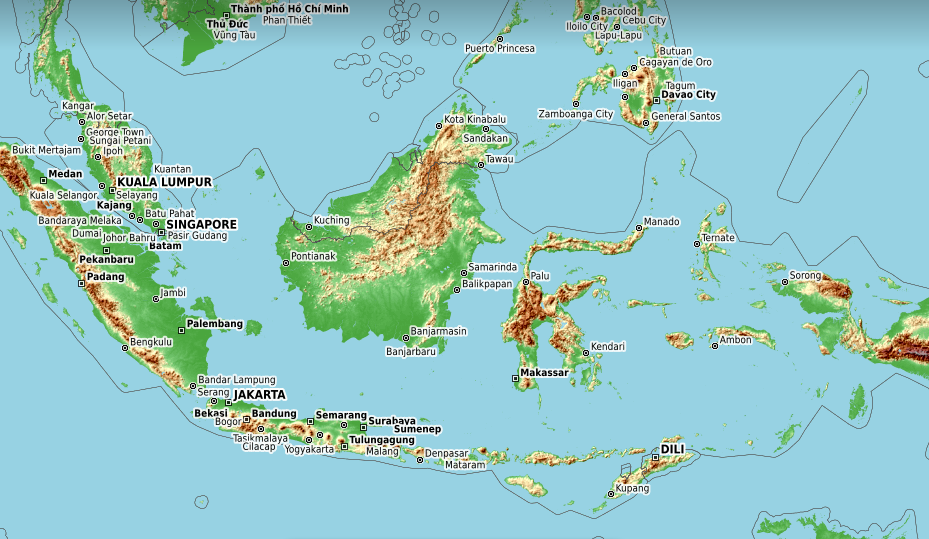 Thành phố Hồ Chí Minh
Thủ Đức
Phan Thiết
Vũng Tàu
Bacolod
Iloilo City
Cebu City
Lapu-Lapu
Puerto Princesa
Butuan
Cagayan de Oro
Iligan
Tagum
Davao City
Zamboanga City
General Santos
Kangar
Alor Setar
George Town
Sungai Petani
Bukit Mertajam
Ipoh
Kota Kinabalu
Sandakan
Tawau
Medan
Kuantan
KUALA LUMPUR
Kuala Selangor
Selayang
Kajang
Batu Pahat
Bandaraya Melaka
SINGAPORE
Dumai
Johor Bahru
Pasir Gudang
Batam
Kuching
Manado
Ternate
Pekanbaru
Pontianak
Padang
Samarinda
Palu
Sorong
Balikpapan
Jambi
Palembang
Banjarmasin
Banjarbaru
Bengkulu
Ambon
Kendari
Makassar
Bandar Lampung
Serang
JAKARTA
Bekasi
Bandung
Bogor
Semarang
Surabaya
Sumenep
Tasikmalaya
Cilacap
Yogyakarta
Tulungagung
Malang
Denpasar
Mataram
DILI
Kupang